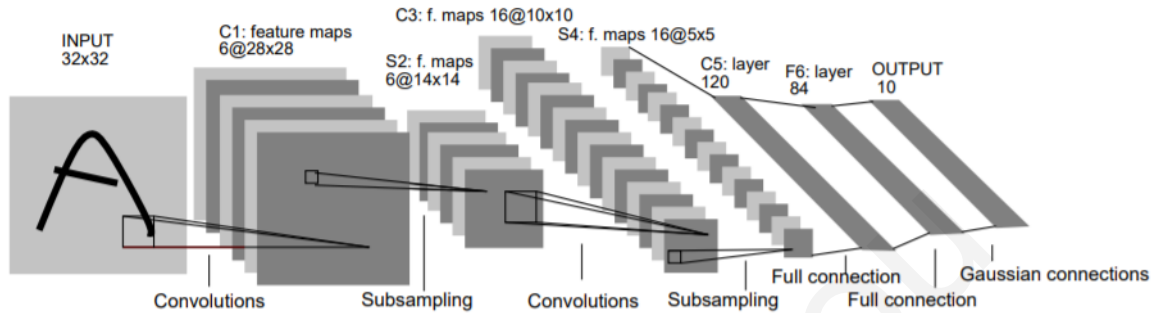 INPUT
32x32
C1: feature maps
6@28x28
S2: f. maps
6@14x14
C3: f. maps 16@10x10
S4: f. maps 16@5x5
C5: layer
120
F6: layer
84
OUTPUT
10
Convolutions
Subsampling
Convolutions
Subsampling
Full connection
Full connection
Gaussian connections